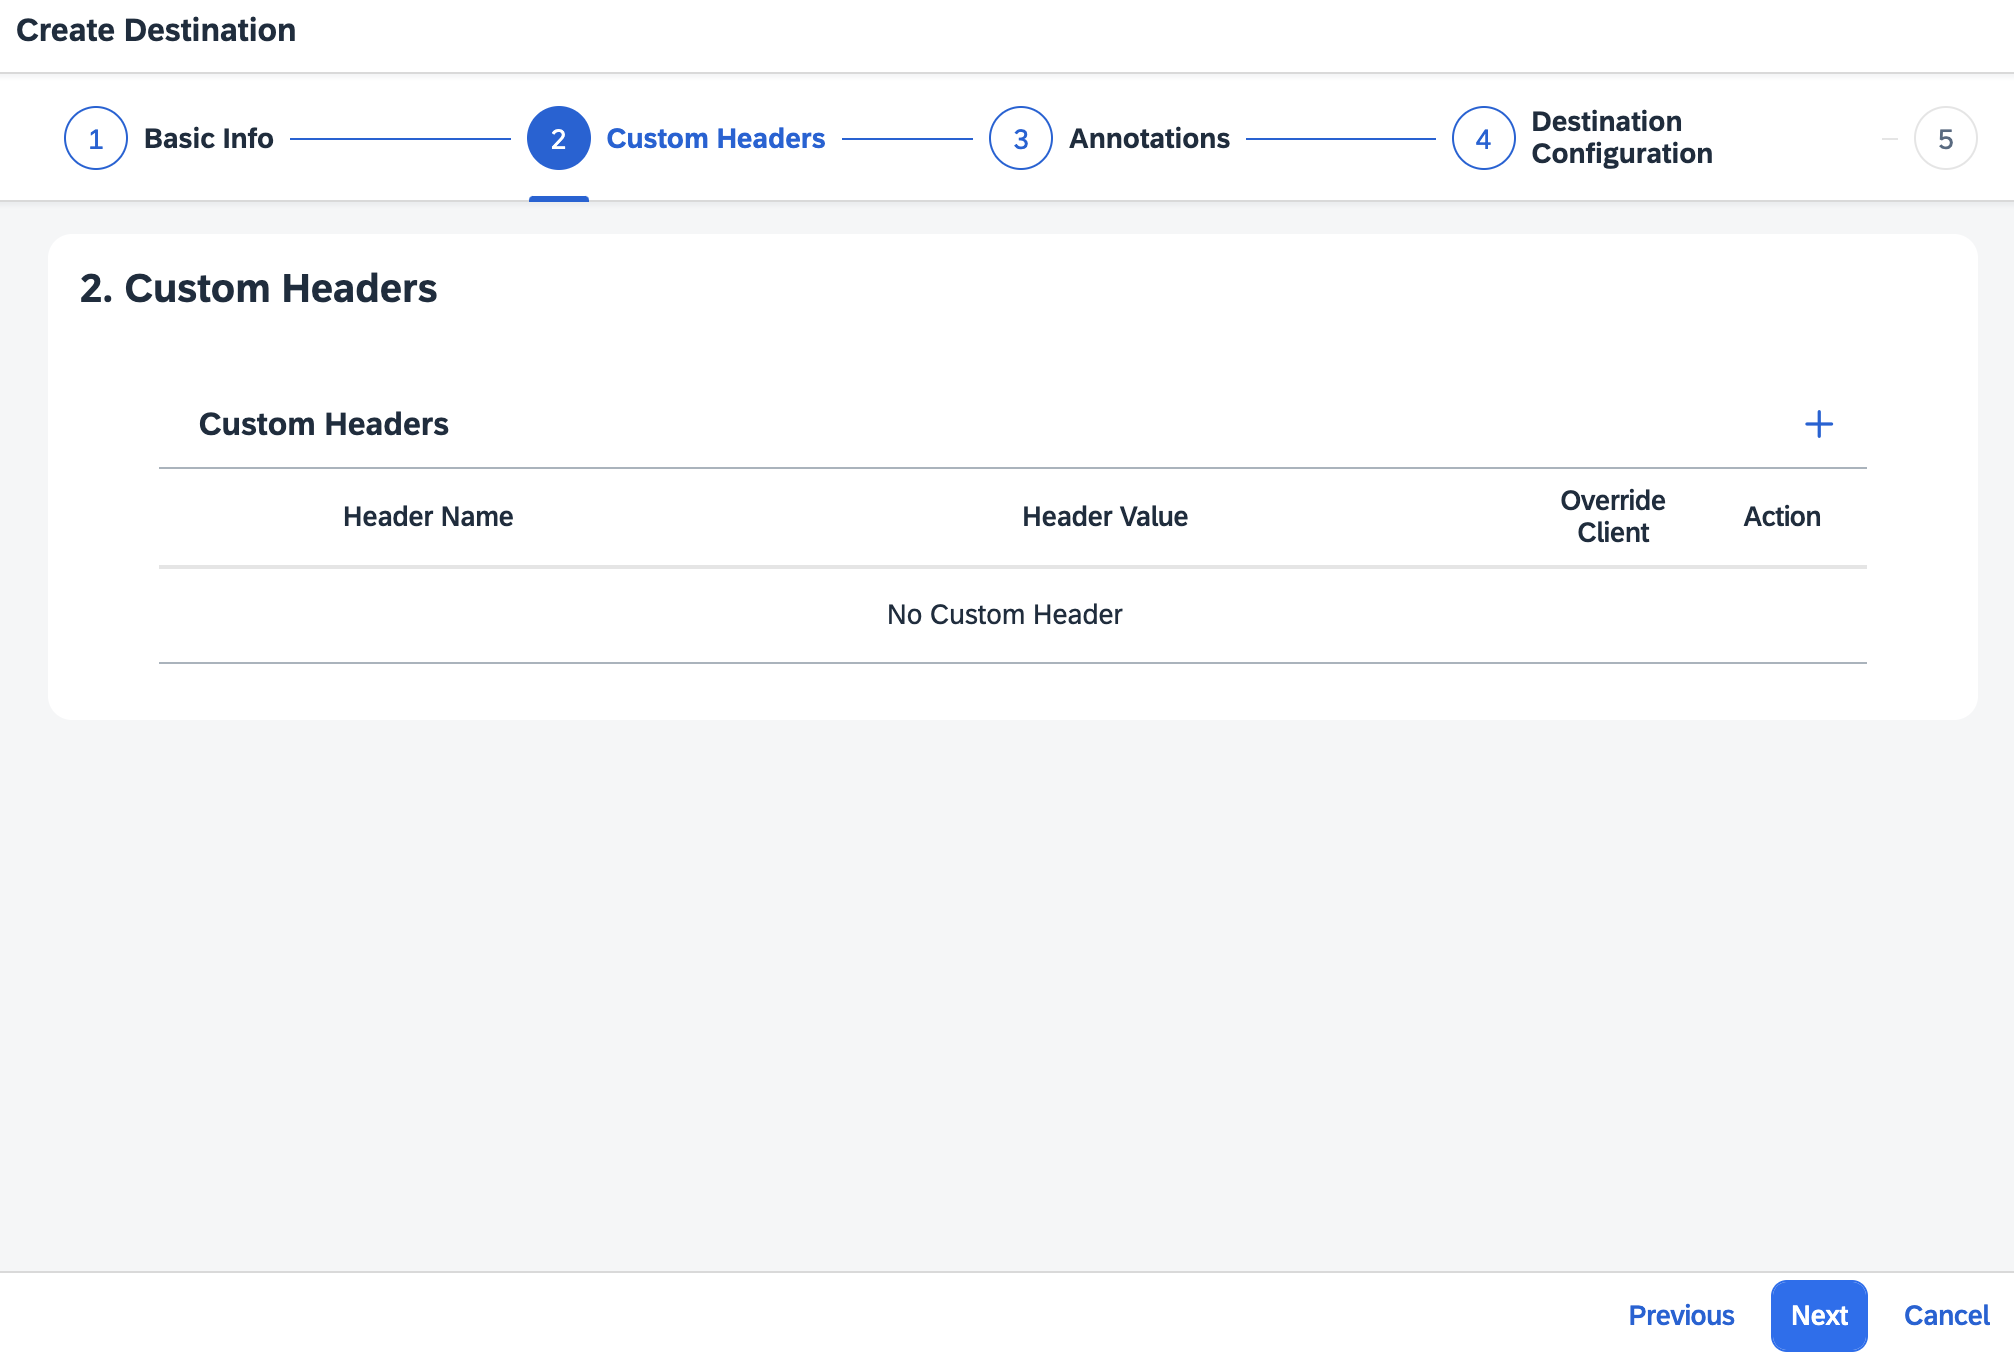 Create Destination
1 Basic Info 2 Custom Headers 3 Annotations 4 Destination Configuration 5
2. Custom Headers
Custom Headers
Header Name Header Value Override Client Action
No Custom Header
Previous Next Cancel